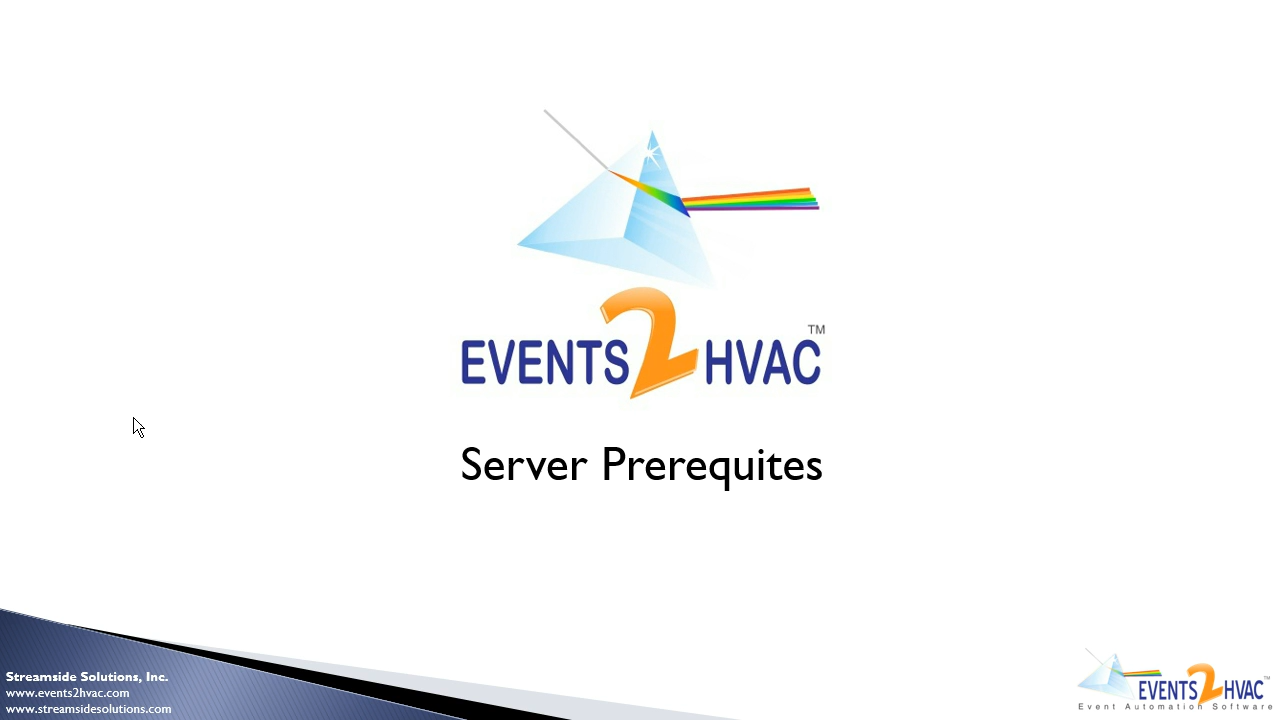 EVENTS2HVAC™
Server Prerequites
Streamside Solutions, Inc.
www.events2hvac.com
www.streamsidesolutions.com
EVENTS2HVAC™
Event Automation Software